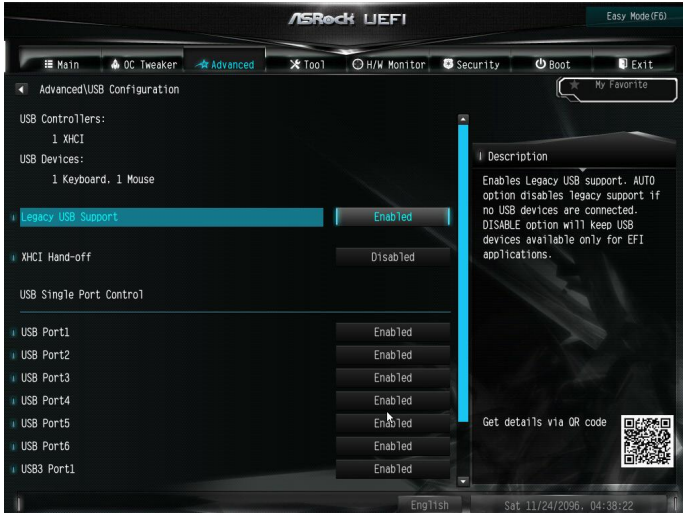 ASRock UEFI
Easy Mode(F6)
Main
OC Tweaker
Advanced
Tool
H/W Monitor
Security
Boot
Exit
Advanced\USB Configuration
My Favorite
USB Controllers:
1 XHCI
USB Devices:
1 Keyboard, 1 Mouse
Legacy USB Support Enabled
XHCI Hand-off Disabled
USB Single Port Control
USB Port1 Enabled
USB Port2 Enabled
USB Port3 Enabled
USB Port4 Enabled
USB Port5 Enabled
USB Port6 Enabled
USB3 Port1 Enabled
Description
Enables Legacy USB support. AUTO
option disables legacy support if
no USB devices are connected.
DISABLE option will keep USB
devices available only for EFI
applications.
Get details via QR code
English
Sat 11/24/2096. 04:38:22